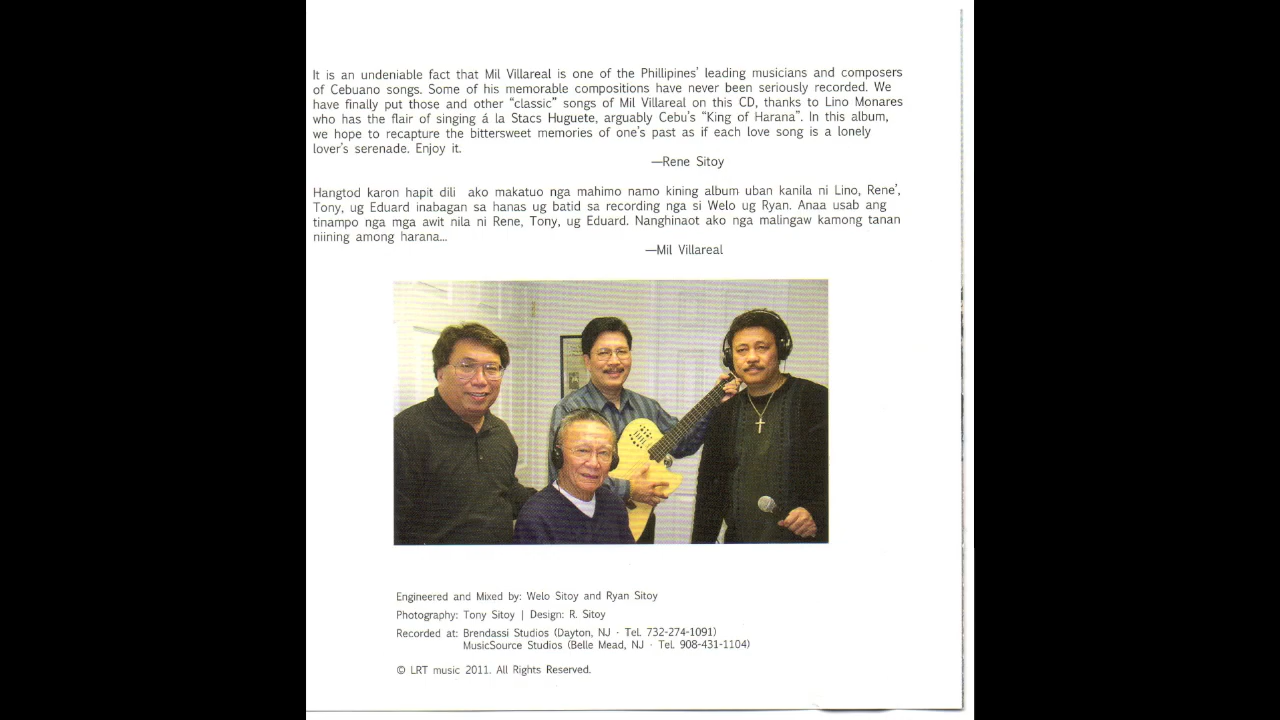 It is an undeniable fact that Mil Villareal is one of the Phillipines' leading musicians and composers
of Cebuano songs. Some of his memorable compositions have never been seriously recorded. We
have finally put those and other “classic” songs of Mil Villareal on this CD, thanks to Lino Monares
who has the flair of singing á la Stacs Huguete, arguably Cebu's “King of Harana”. In this album,
we hope to recapture the bittersweet memories of one's past as if each love song is a lonely
lover's serenade. Enjoy it.
—Rene Sitoy
Hangtod karon hapit dili ako makatuo nga mahimo namo kining album uban kanila ni Lino, Rene',
Tony, ug Eduard inabagan sa hanas ug batid sa recording nga si Welo ug Ryan. Anaa usab ang
tinampo nga mga awit nila ni Rene, Tony, ug Eduard. Nanghinaot ako nga malingaw kamong tanan
niining among harana...
—Mil Villareal
Engineered and Mixed by: Welo Sitoy and Ryan Sitoy
Photography: Tony Sitoy | Design: R. Sitoy
Recorded at: Brendassi Studios (Dayton, NJ · Tel. 732-274-1091)
MusicSource Studios (Belle Mead, NJ · Tel. 908-431-1104)
© LRT music 2011. All Rights Reserved.